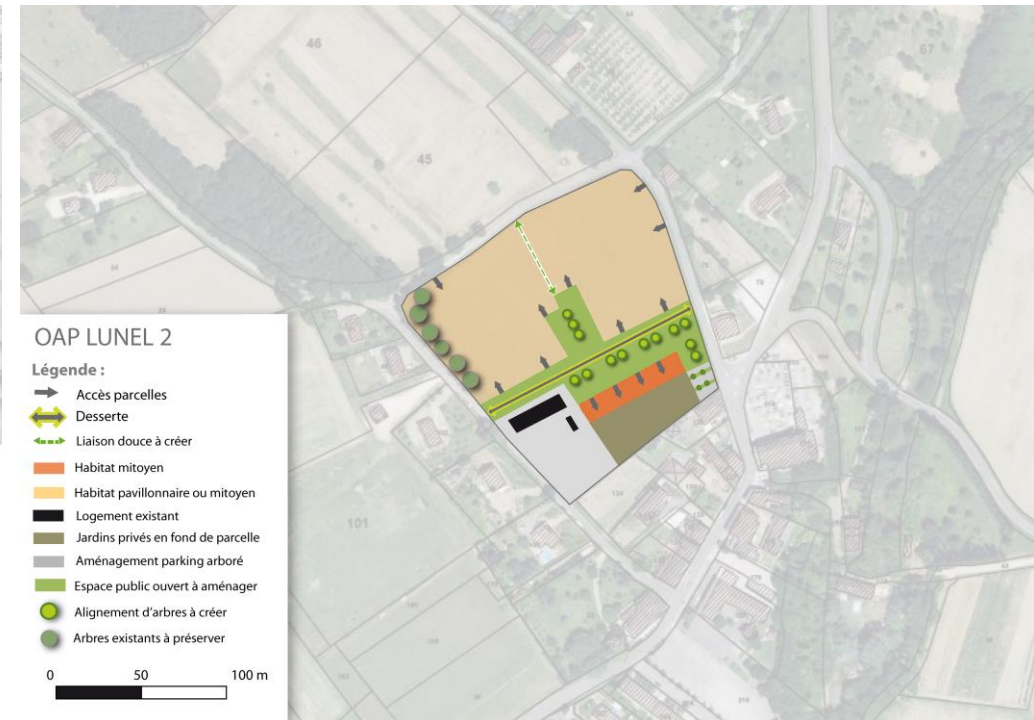 46
45
67
101
OAP LUNEL 2
Légende :
Accès parcelles
Desserte
Liaison douce à créer
Habitat mitoyen
Habitat pavillonnaire ou mitoyen
Logement existant
Jardins privés en fond de parcelle
Aménagement parking arboré
Espace public ouvert à aménager
Alignement d'arbres à créer
Arbres existants à préserver
0 50 100 m